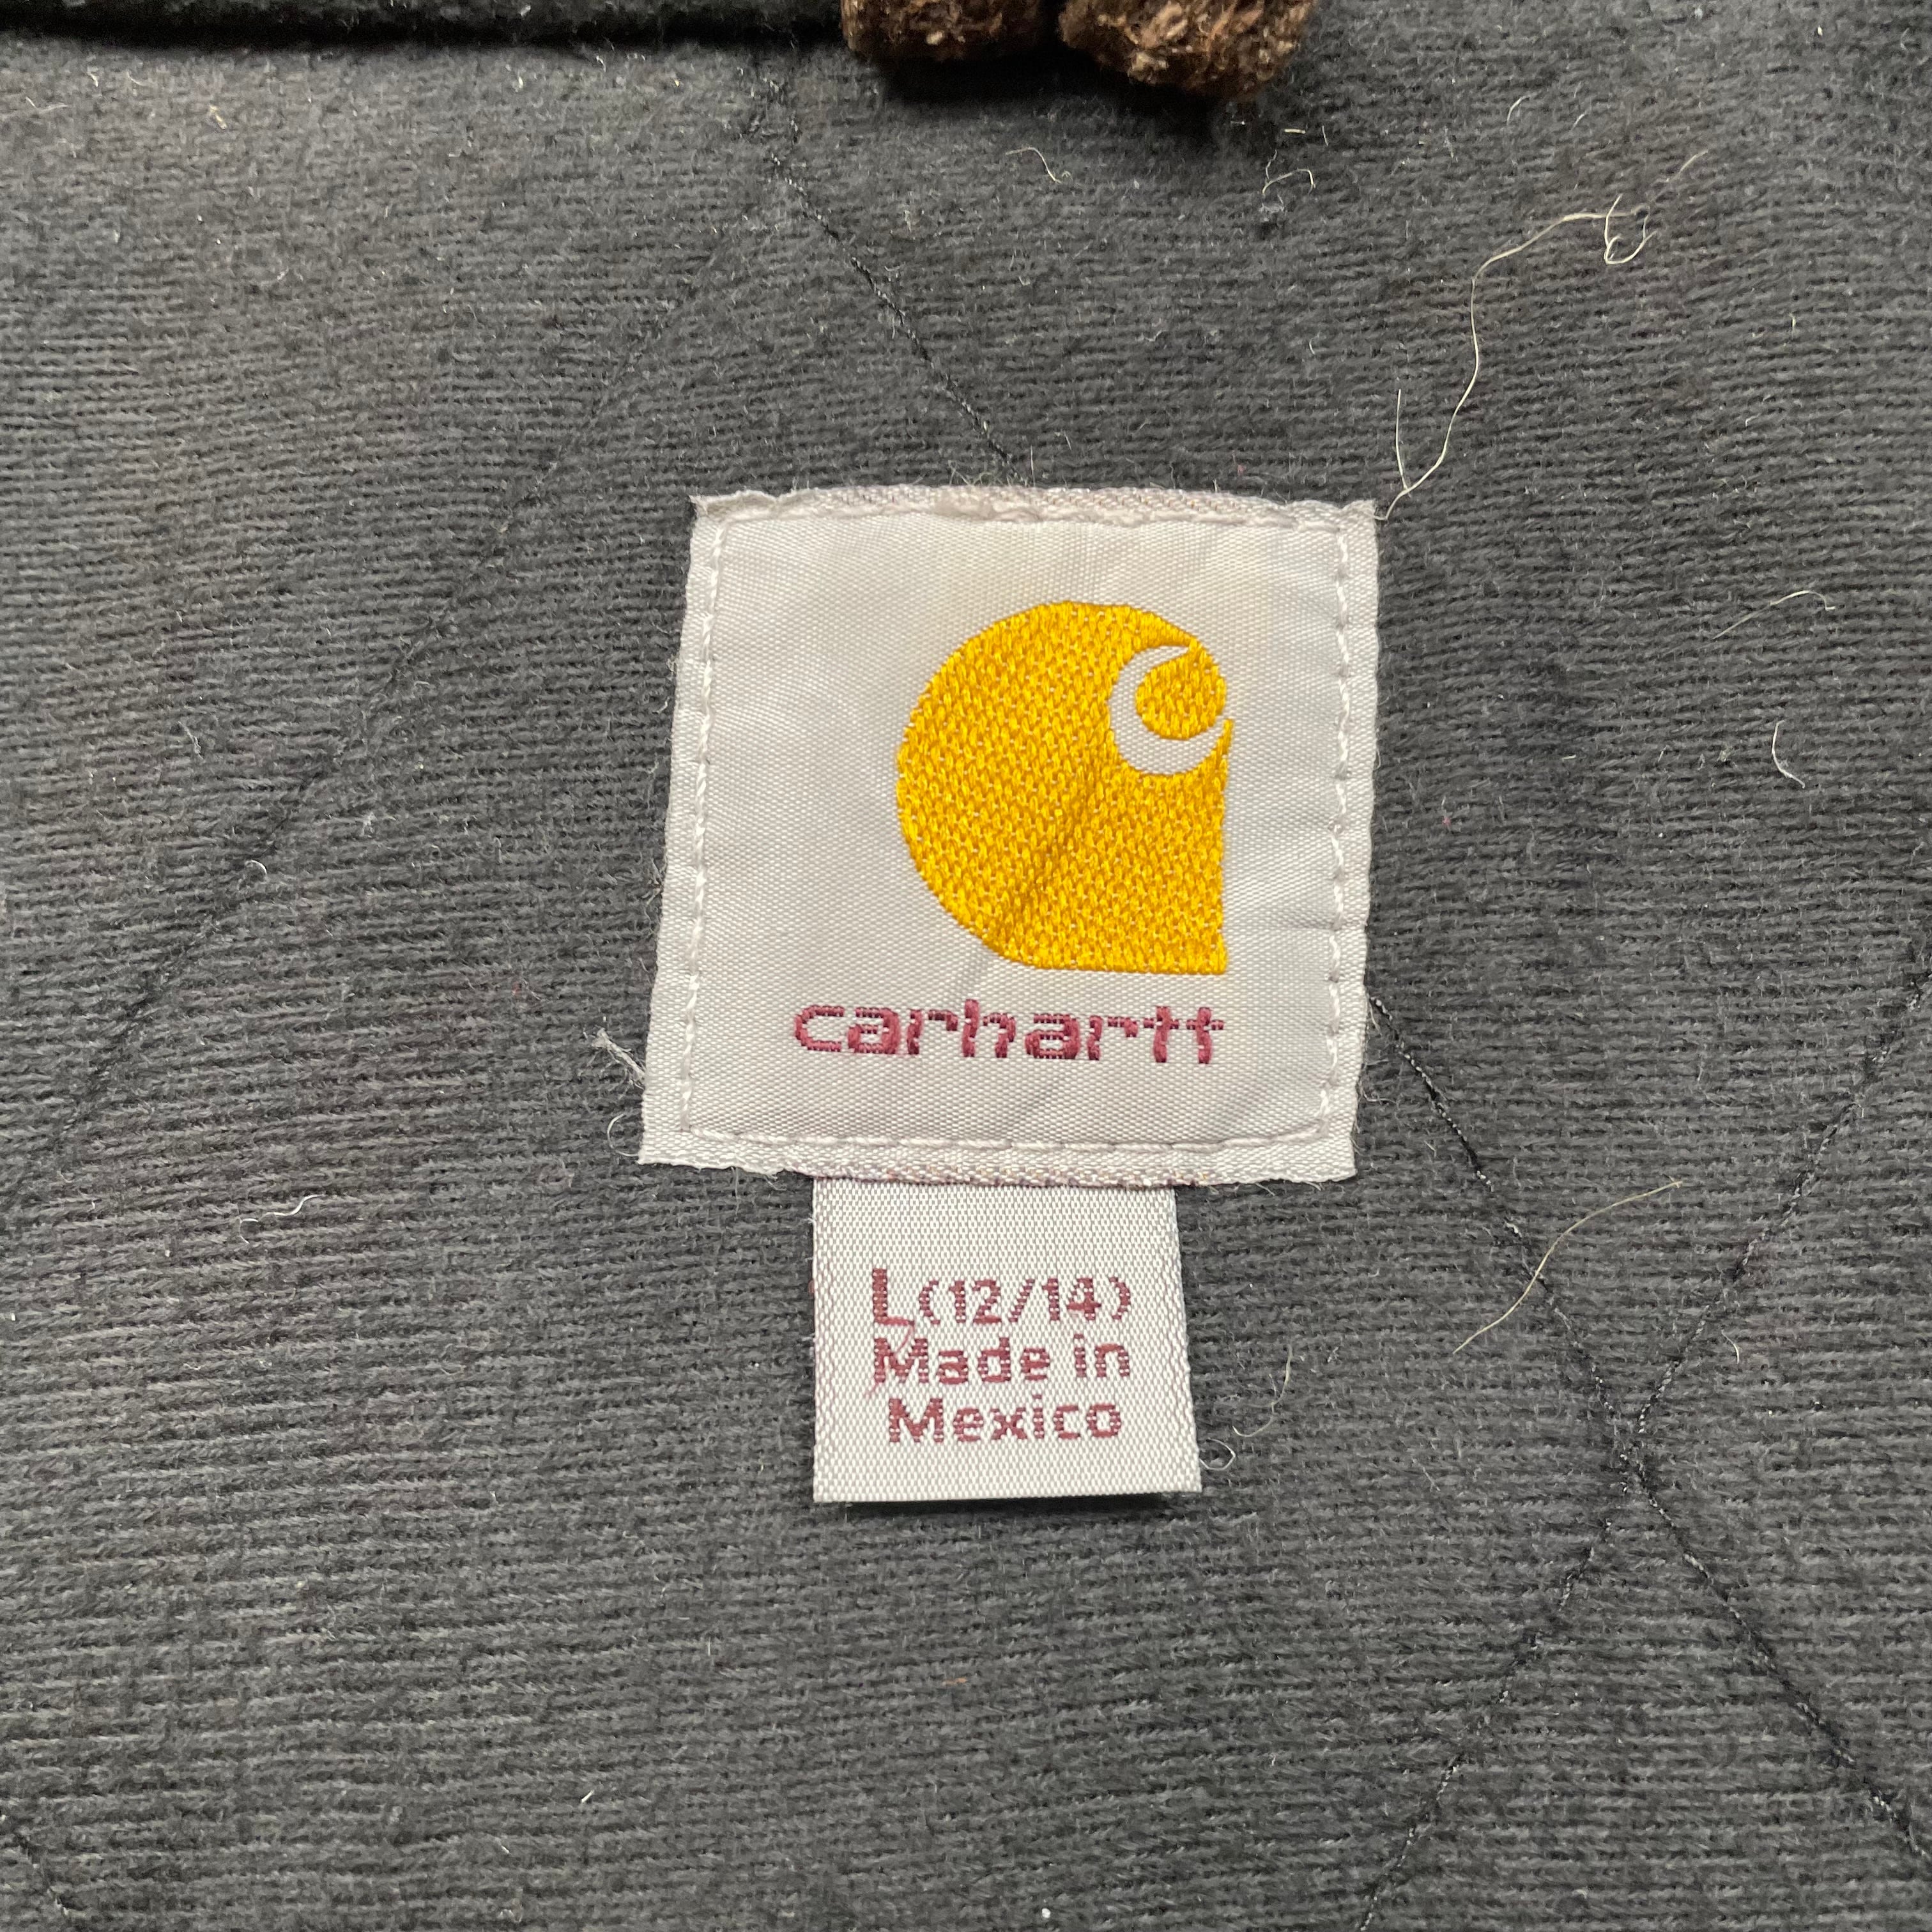 carhartt
L (12/14)
Made in
Mexico